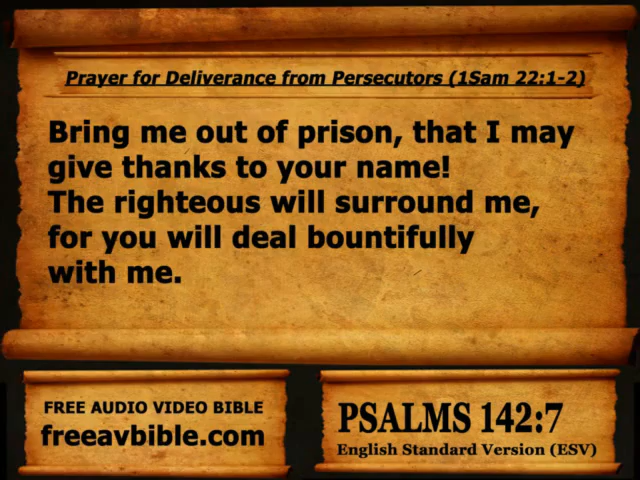 Prayer for Deliverance from Persecutors (1Sam 22:1-2)
Bring me out of prison, that I may
give thanks to your name!
The righteous will surround me,
for you will deal bountifully
with me.
FREE AUDIO VIDEO BIBLE
freeavbible.com
PSALMS 142:7
English Standard Version (ESV)